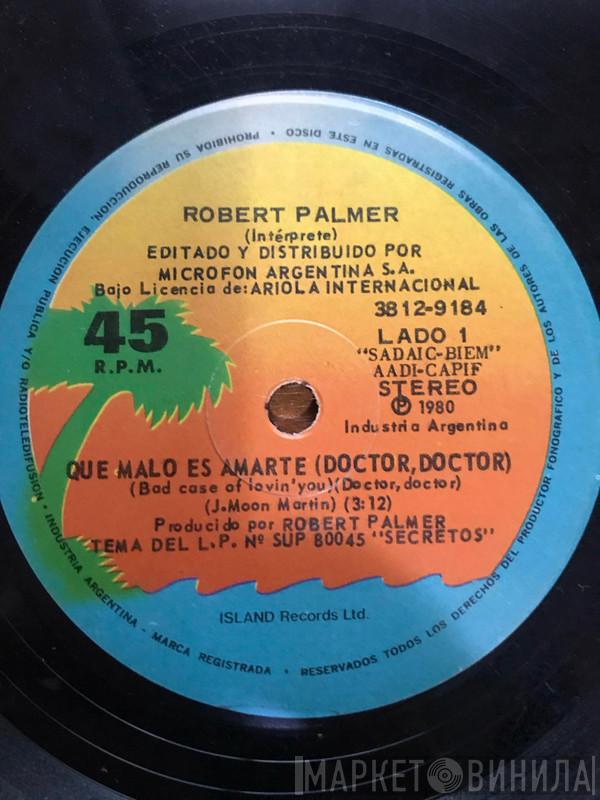 ROBERT PALMER
(Intérprete)
EDITADO Y DISTRIBUIDO POR
MICROFON ARGENTINA S.A.
Bajo Licencia de: ARIOLA INTERNACIONAL
45
R.P.M.
3812-9184
LADO 1
"SADAIC-BIEM"
AADI-CAPIF
STEREO
Ⓟ 1980
Industria Argentina
QUE MALO ES AMARTE (DOCTOR, DOCTOR)
(Bad case of lovin' you)(Doctor, doctor)
(J. Moon Martin) (3:12)
Producido por ROBERT PALMER
TEMA DEL L.P. Nº SUP 80045 "SECRETOS"
ISLAND Records Ltd.
INDUSTRIA ARGENTINA - MARCA REGISTRADA • RESERVADOS TODOS LOS DERECHOS DEL PRODUCTOR FONOGRAFICO Y DE LOS AUTORES DE LAS OBRAS REGISTRADAS EN ESTE DISCO • PROHIBIDA SU REPRODUCCION, EJECUCION PUBLICA Y/O RADIOTELEDIFUSION •
МАРКЕТ ВИНИЛА